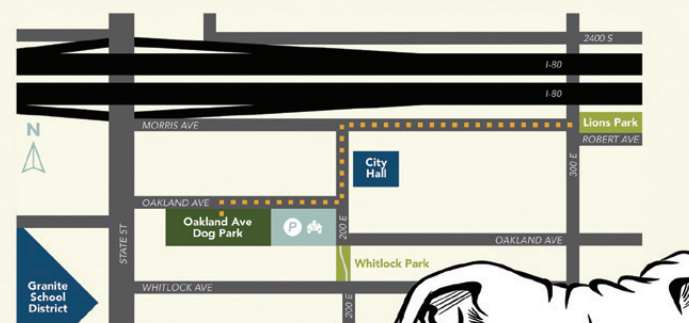 2400 S
I-80
I-80
MORRIS AVE
Lions Park
ROBERT AVE
N
City
Hall
300 E
OAKLAND AVE
Oakland Ave
Dog Park
P
200 E
STATE ST
OAKLAND AVE
Whitlock Park
Granite
School
District
WHITLOCK AVE
200 E